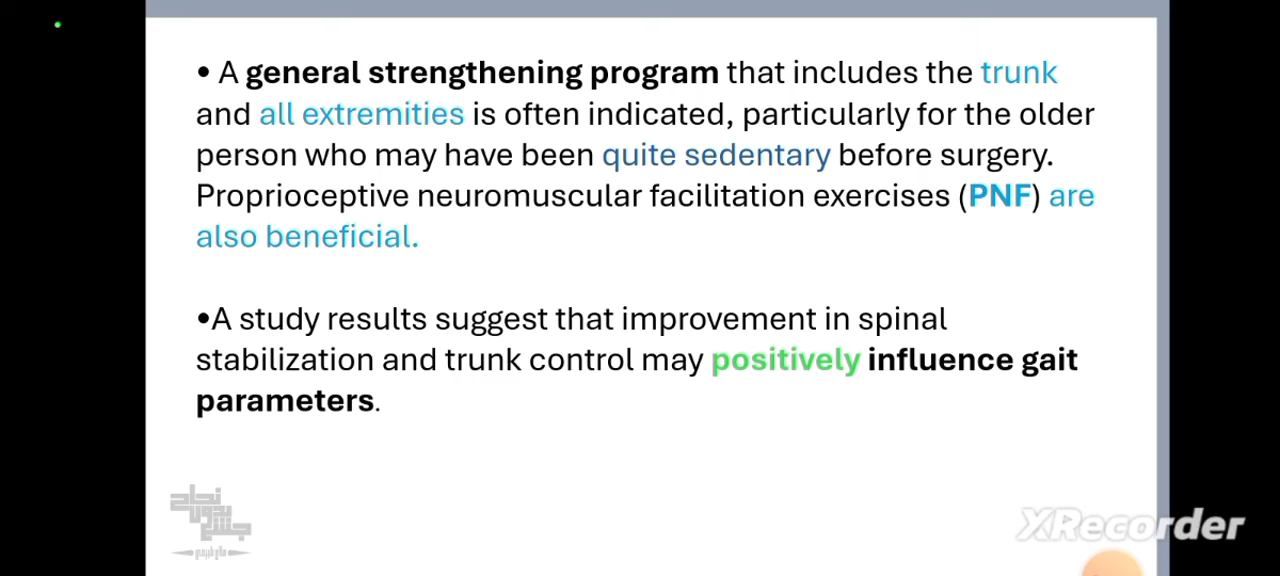 • A general strengthening program that includes the trunk
and all extremities is often indicated, particularly for the older
person who may have been quite sedentary before surgery.
Proprioceptive neuromuscular facilitation exercises (PNF) are
also beneficial.
•A study results suggest that improvement in spinal
stabilization and trunk control may positively influence gait
parameters.
نجاح
بدون
XRecorder